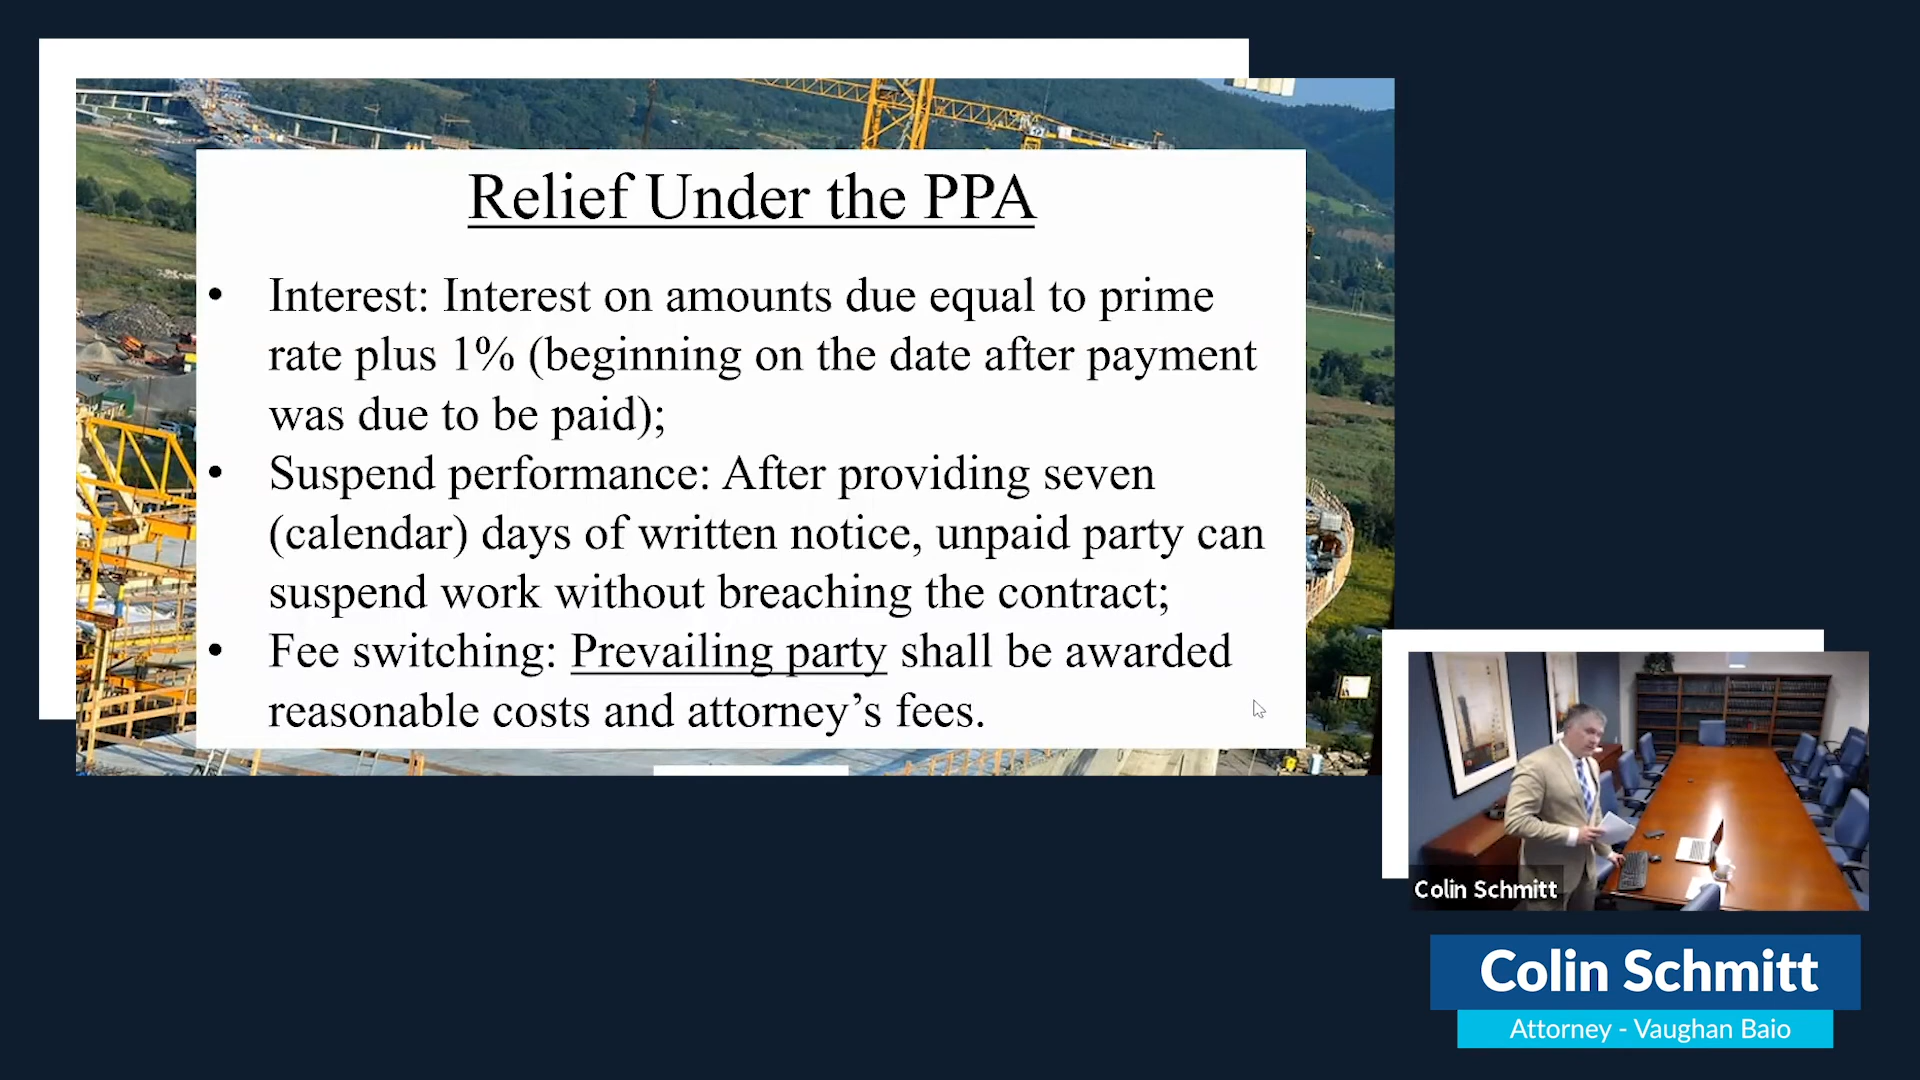 Relief Under the PPA
• Interest: Interest on amounts due equal to prime
rate plus 1% (beginning on the date after payment
was due to be paid);
• Suspend performance: After providing seven
(calendar) days of written notice, unpaid party can
suspend work without breaching the contract;
• Fee switching: Prevailing party shall be awarded
reasonable costs and attorney’s fees.
Colin Schmitt
Colin Schmitt
Attorney - Vaughan Baio